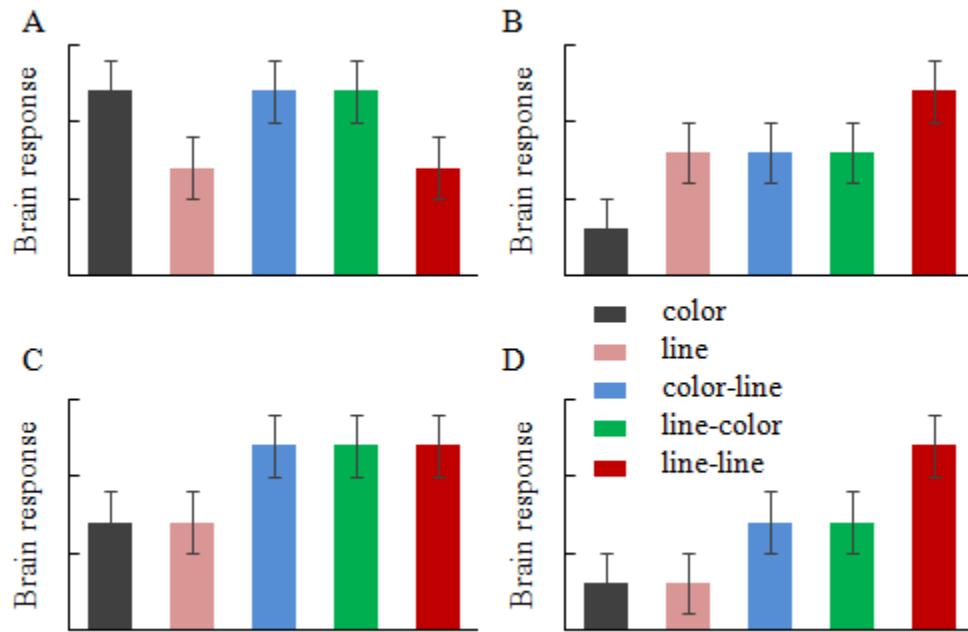 A
Brain response
B
Brain response
color
line
color-line
line-color
line-line
C
Brain response
D
Brain response